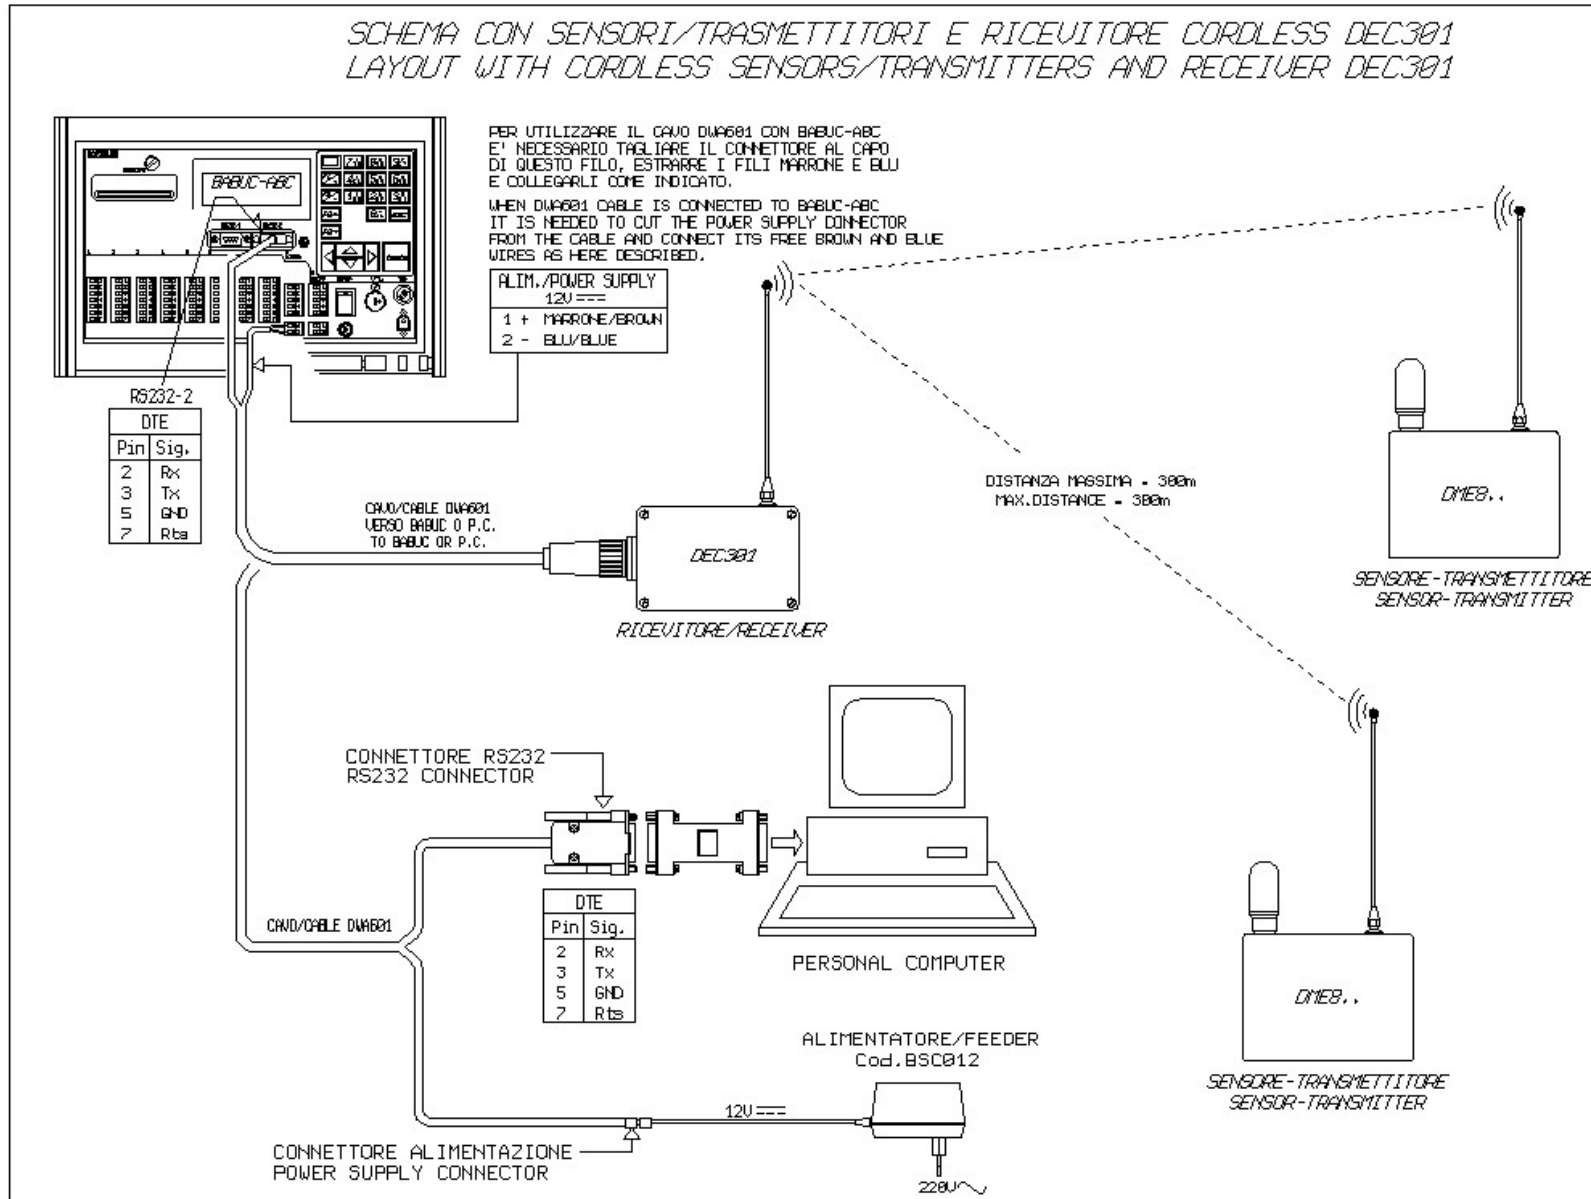 SCHEMA CON SENSORI/TRASMETTITORI E RICEVITORE CORDLESS DEC301
LAYOUT WITH CORDLESS SENSORS/TRANSMITTERS AND RECEIVER DEC301
PER UTILIZZARE IL CAVO DWA601 CON BABUC-ABC
E' NECESSARIO TAGLIARE IL CONNETTORE AL CAPO
DI QUESTO FILO, ESTRARRE I FILI MARRONE E BLU
E COLLEGARLI COME INDICATO.
WHEN DWA601 CABLE IS CONNECTED TO BABUC-ABC
IT IS NEEDED TO CUT THE POWER SUPPLY CONNECTOR
FROM THE CABLE AND CONNECT ITS FREE BROWN AND BLUE
WIRES AS HERE DESCRIBED.
BABUC-ABC
ALIM./POWER SUPPLY
12V
1 + MARRONE/BROWN
2 - BLU/BLUE
RS232-2
DTE
Pin Sig.
2 Rx
3 Tx
5 GND
7 Rts
CAVO/CABLE DWA601
VERSO BABUC O P.C.
TO BABUC OR P.C.
DEC301
RICEVITORE/RECEIVER
DISTANZA MASSIMA = 300m
MAX.DISTANCE = 300m
DME8..
SENSORE-TRANSMETTITORE
SENSOR-TRANSMITTER
CONNETTORE RS232
RS232 CONNECTOR
DTE
Pin Sig.
2 Rx
3 Tx
5 GND
7 Rts
CAVO/CABLE DWA601
PERSONAL COMPUTER
DME8..
SENSORE-TRANSMETTITORE
SENSOR-TRANSMITTER
ALIMENTATORE/FEEDER
Cod.BSC012
12V
CONNETTORE ALIMENTAZIONE
POWER SUPPLY CONNECTOR
220V